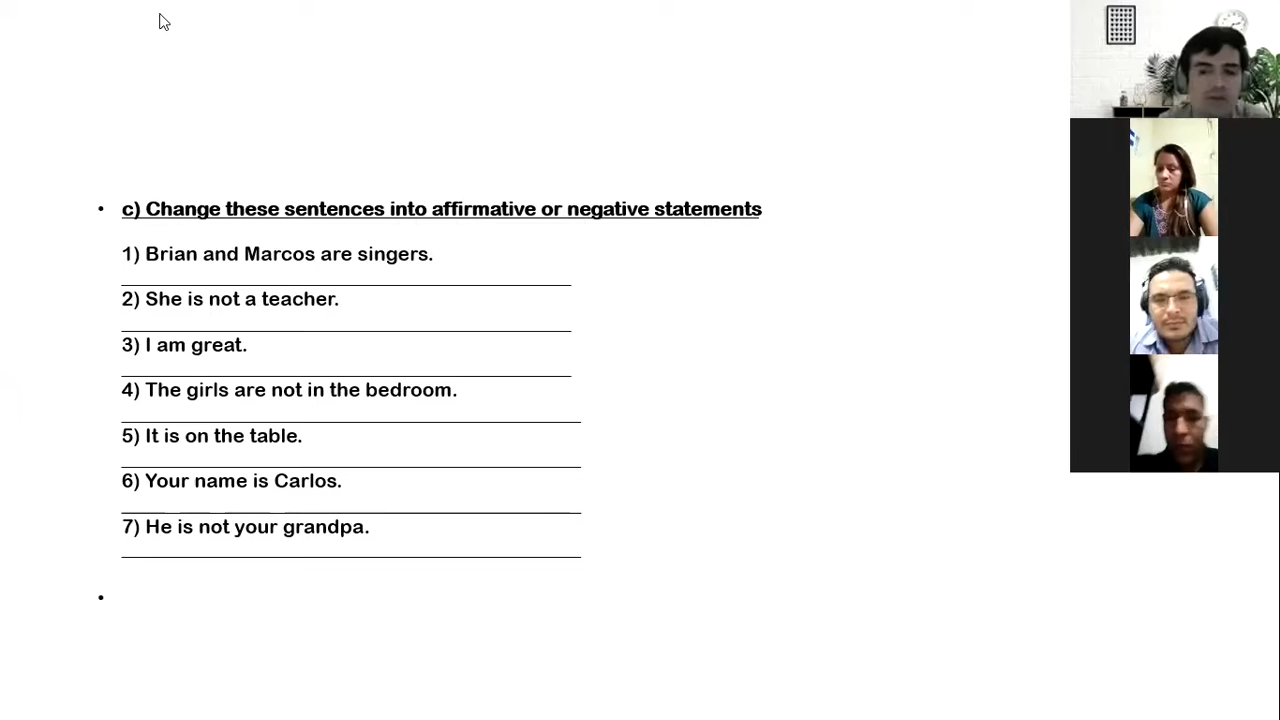 • c) Change these sentences into affirmative or negative statements
1) Brian and Marcos are singers.
2) She is not a teacher.
3) I am great.
4) The girls are not in the bedroom.
5) It is on the table.
6) Your name is Carlos.
7) He is not your grandpa.
•